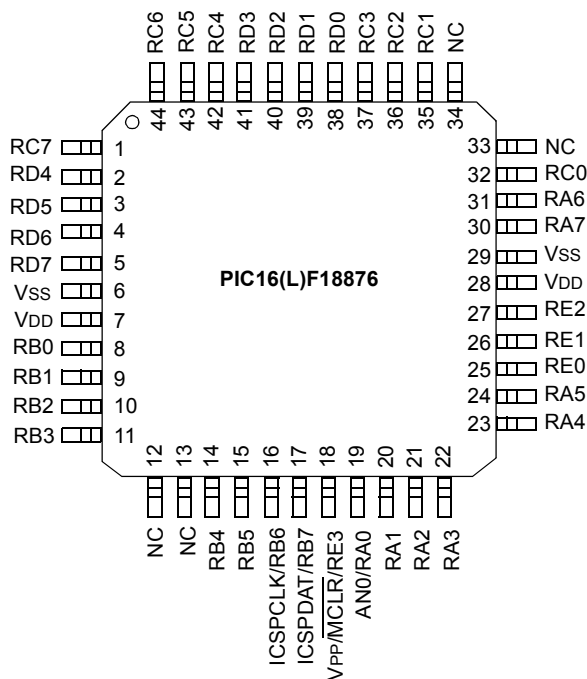 RC6
RC5
RC4
RD3
RD2
RD1
RD0
RC3
RC2
RC1
NC
44
43
42
41
40
39
38
37
36
35
34
RC7 1
RD4 2
RD5 3
RD6 4
RD7 5
VSS 6
VDD 7
RB0 8
RB1 9
RB2 10
RB3 11
PIC16(L)F18876
33 NC
32 RC0
31 RA6
30 RA7
29 VSS
28 VDD
27 RE2
26 RE1
25 RE0
24 RA5
23 RA4
12
13
14
15
16
17
18
19
20
21
22
NC
NC
RB4
RB5
ICSPCLK/RB6
ICSPDAT/RB7
VPP/MCLR/RE3
AN0/RA0
RA1
RA2
RA3